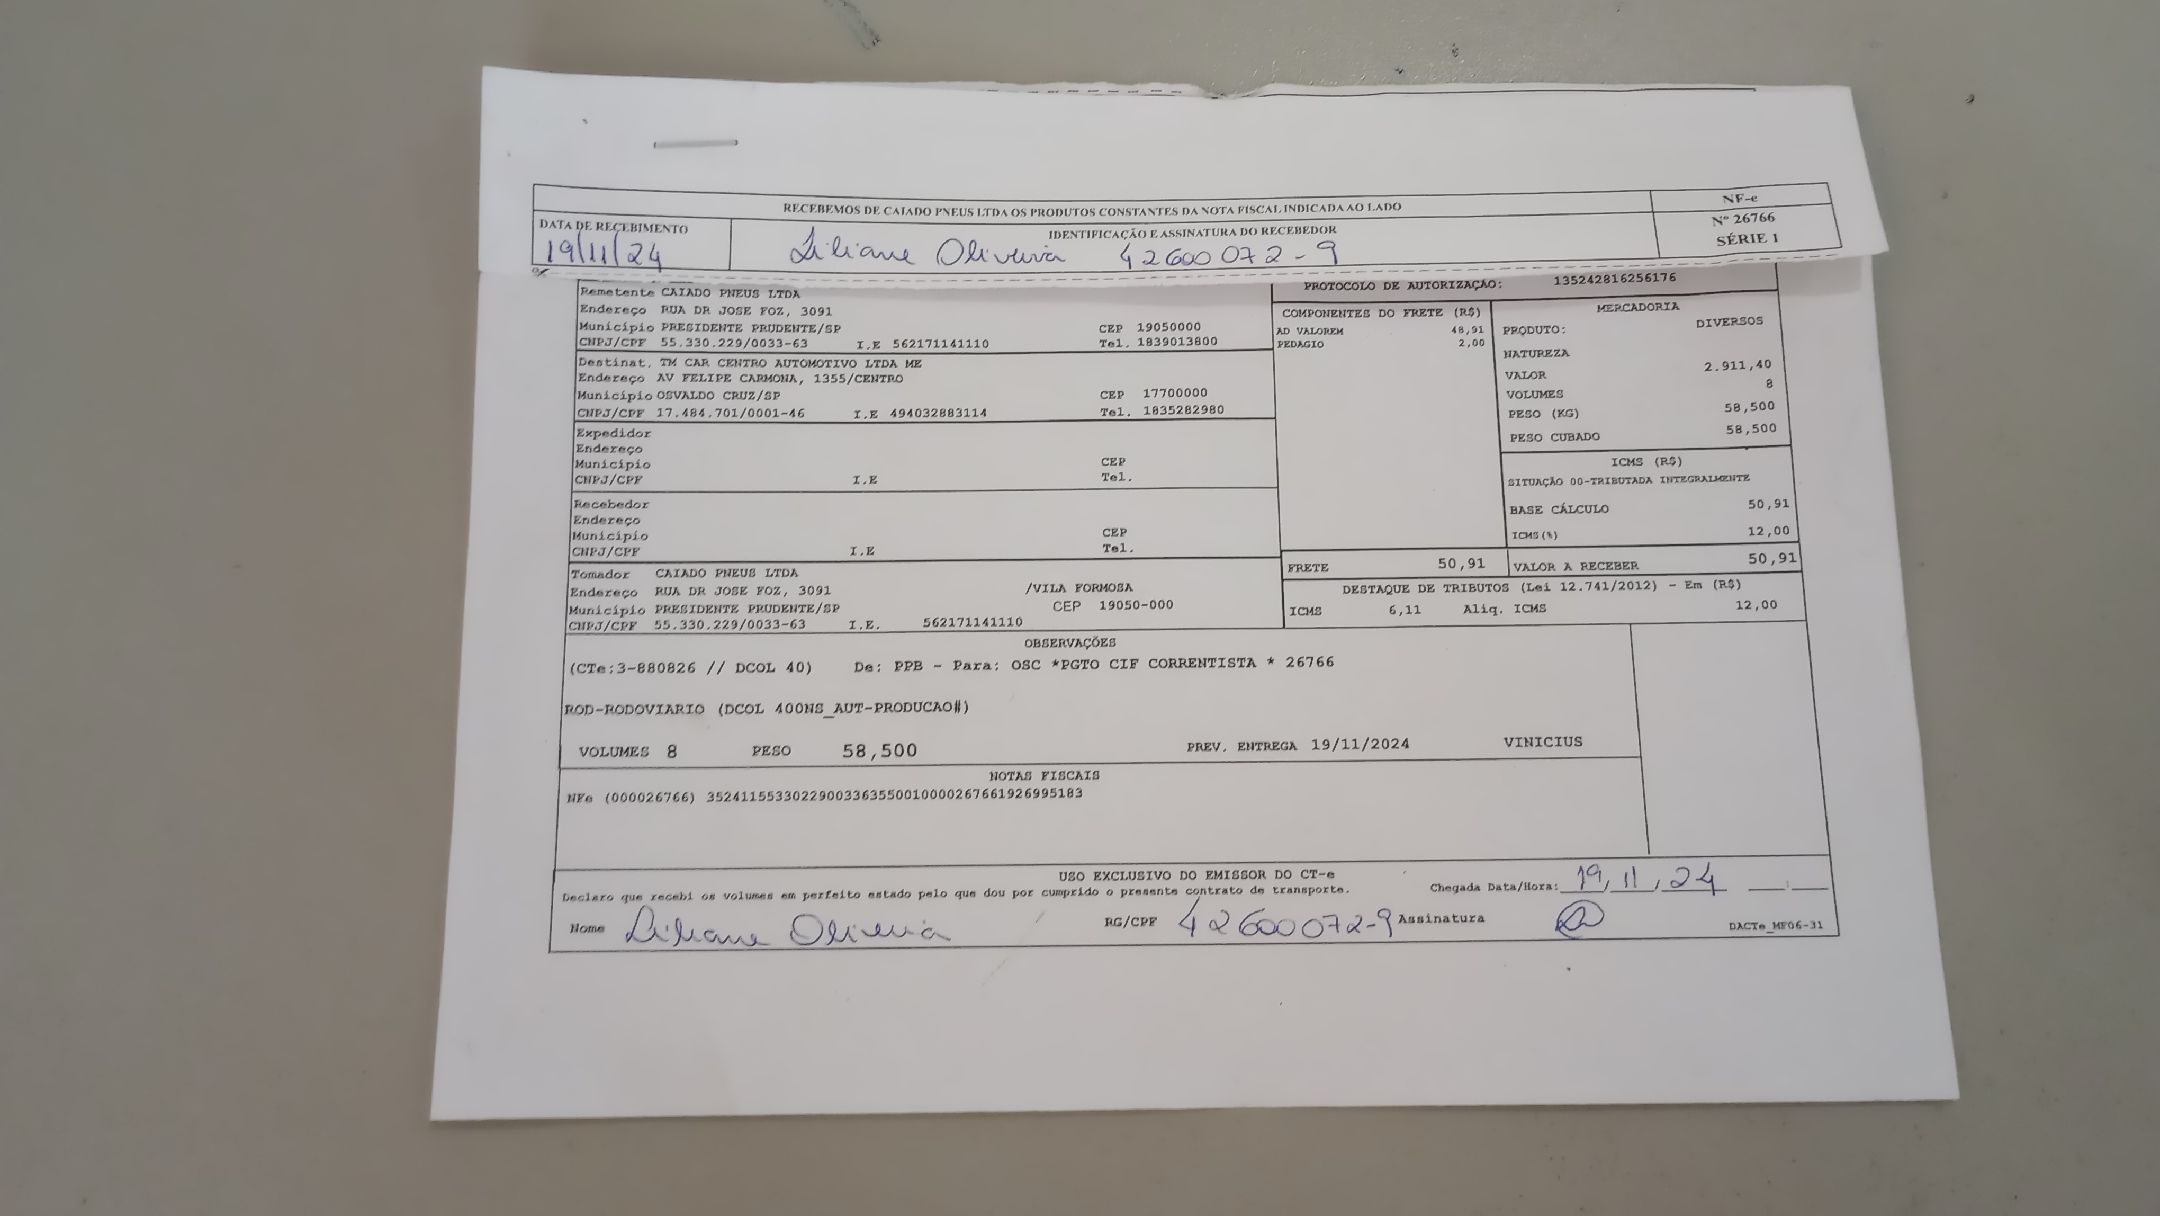 RECEBEMOS DE CAIADO PNEUS LTDA OS PRODUTOS CONSTANTES DA NOTA FISCAL INDICADA AO LADO
NF-e
Nº 26766
SÉRIE 1
DATA DE RECEBIMENTO
19/11/24
IDENTIFICAÇÃO E ASSINATURA DO RECEBEDOR
Liliane Oliveira 42600072-9
Remetente CAIADO PNEUS LTDA
Endereço RUA DR JOSE FOZ, 3091
Município PRESIDENTE PRUDENTE/SP CEP 19050000
CNPJ/CPF 55.330.229/0033-63 I.E 562171141110 Tel. 1839013800
Destinat. TM CAR CENTRO AUTOMOTIVO LTDA ME
Endereço AV FELIPE CARMONA, 1355/CENTRO
Município OSVALDO CRUZ/SP CEP 17700000
CNPJ/CPF 17.484.701/0001-46 I.E 494032883114 Tel. 1835282980
Expedidor
Endereço
Município CEP
CNPJ/CPF I.E Tel.
Recebedor
Endereço
Município CEP
CNPJ/CPF I.E Tel.
Tomador CAIADO PNEUS LTDA
Endereço RUA DR JOSE FOZ, 3091 /VILA FORMOSA
Município PRESIDENTE PRUDENTE/SP CEP 19050-000
CNPJ/CPF 55.330.229/0033-63 I.E. 562171141110
PROTOCOLO DE AUTORIZAÇÃO: 135242816256176
COMPONENTES DO FRETE (R$)
AD VALOREM 48,91
PEDAGIO 2,00
MERCADORIA
PRODUTO: DIVERSOS
NATUREZA
VALOR 2.911,40
VOLUMES 8
PESO (KG) 58,500
PESO CUBADO 58,500
ICMS (R$)
SITUAÇÃO 00-TRIBUTADA INTEGRALMENTE
BASE CÁLCULO 50,91
ICMS(%) 12,00
FRETE 50,91 VALOR A RECEBER 50,91
DESTAQUE DE TRIBUTOS (Lei 12.741/2012) - Em (R$)
ICMS 6,11 Aliq. ICMS 12,00
OBSERVAÇÕES
(CTe:3-880826 // DCOL 40) De: PPB - Para: OSC *PGTO CIF CORRENTISTA * 26766
ROD-RODOVIARIO (DCOL 400NS_AUT-PRODUCAO#)
VOLUMES 8 PESO 58,500 PREV. ENTREGA 19/11/2024 VINICIUS
NOTAS FISCAIS
NFe (000026766) 35241155330229003363550010000267661926995183
USO EXCLUSIVO DO EMISSOR DO CT-e
Declaro que recebi os volumes em perfeito estado pelo que dou por cumprido o presente contrato de transporte. Chegada Data/Hora: 19/11/24 __:__
Nome Liliane Oliveira RG/CPF 42600072-9 Assinatura DACTe_MF06-31